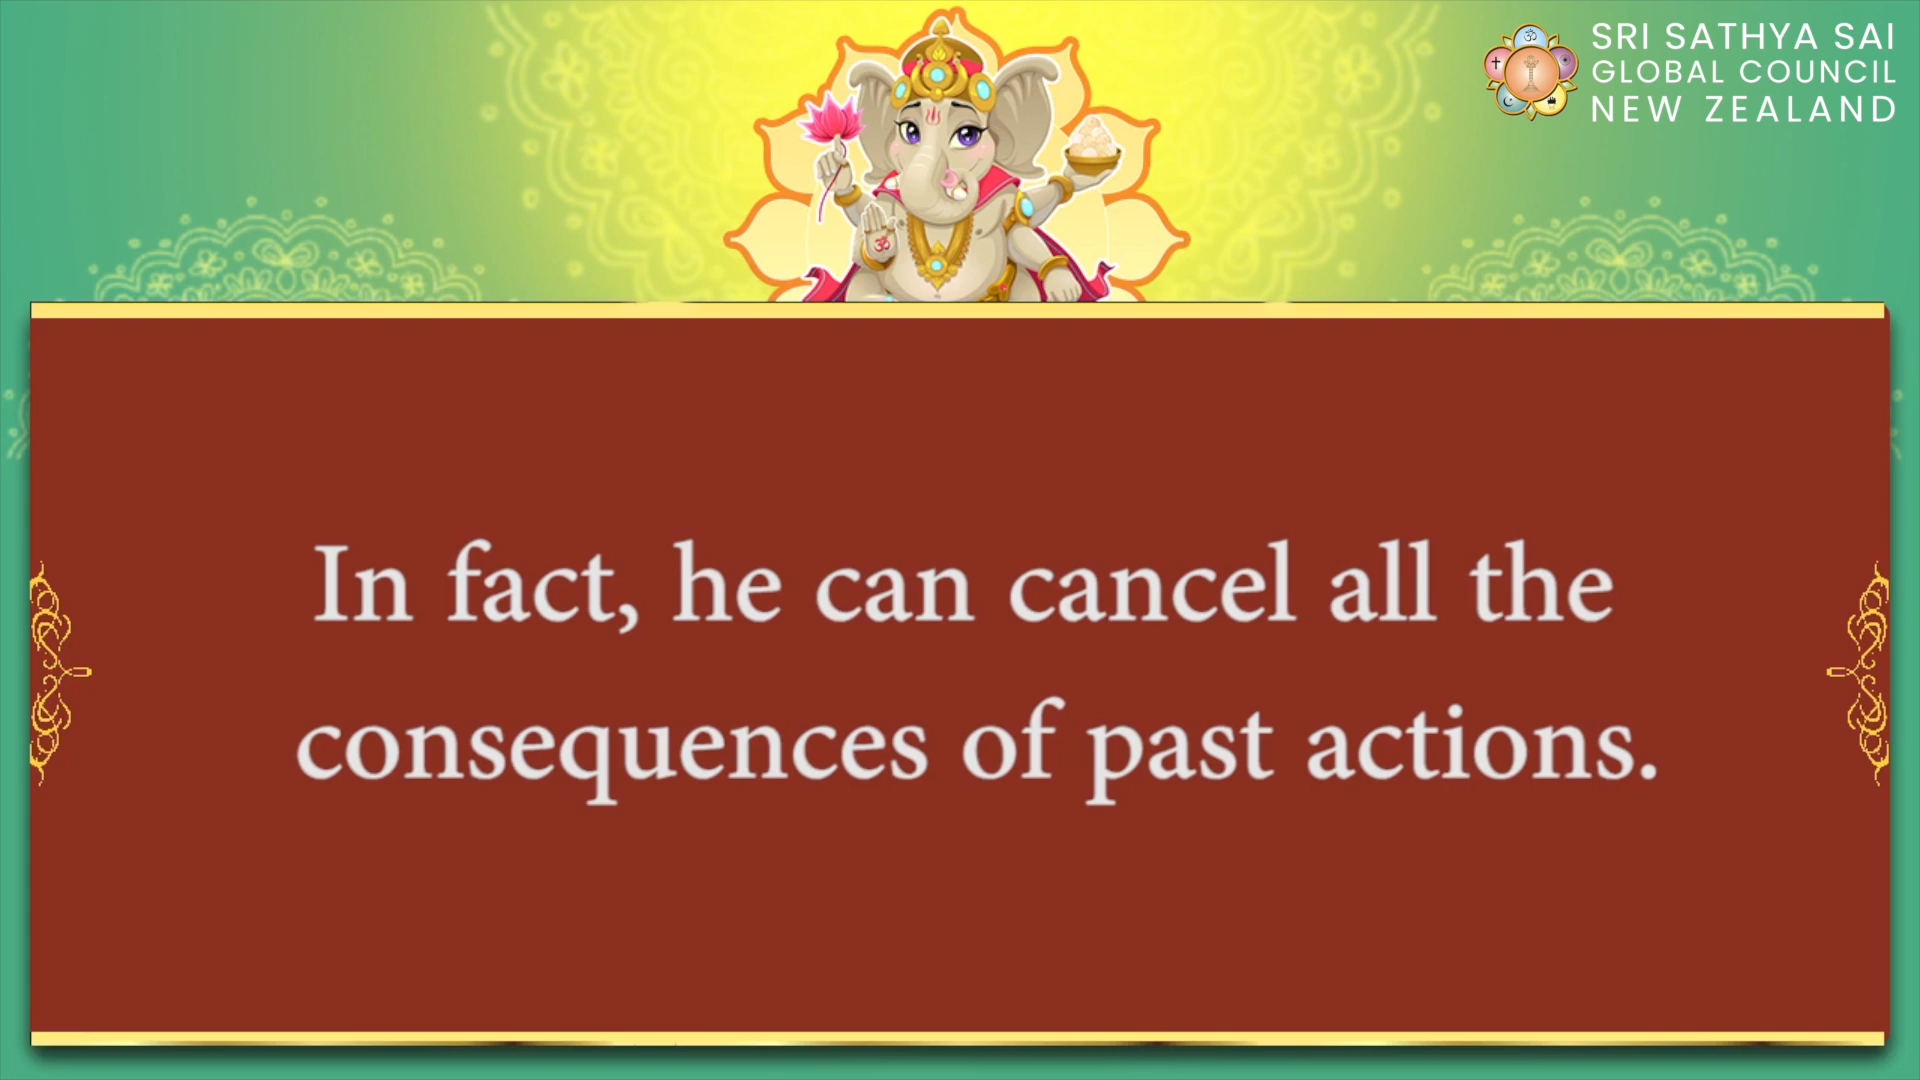 SRI SATHYA SAI
GLOBAL COUNCIL
NEW ZEALAND
ॐ
ॐ
In fact, he can cancel all the
consequences of past actions.